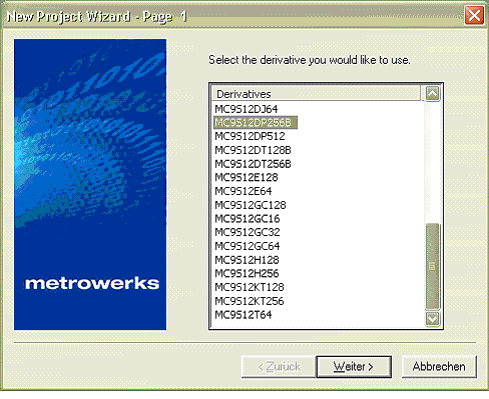 New Project Wizard - Page 1
Select the derivative you would like to use.
Derivatives
MC9S12DJ64
MC9S12DP256B
MC9S12DP512
MC9S12DT128B
MC9S12DT256B
MC9S12E128
MC9S12E64
MC9S12GC128
MC9S12GC16
MC9S12GC32
MC9S12GC64
MC9S12H128
MC9S12H256
MC9S12KT128
MC9S12KT256
MC9S12T64
metrowerks
< Zurück
Weiter >
Abbrechen